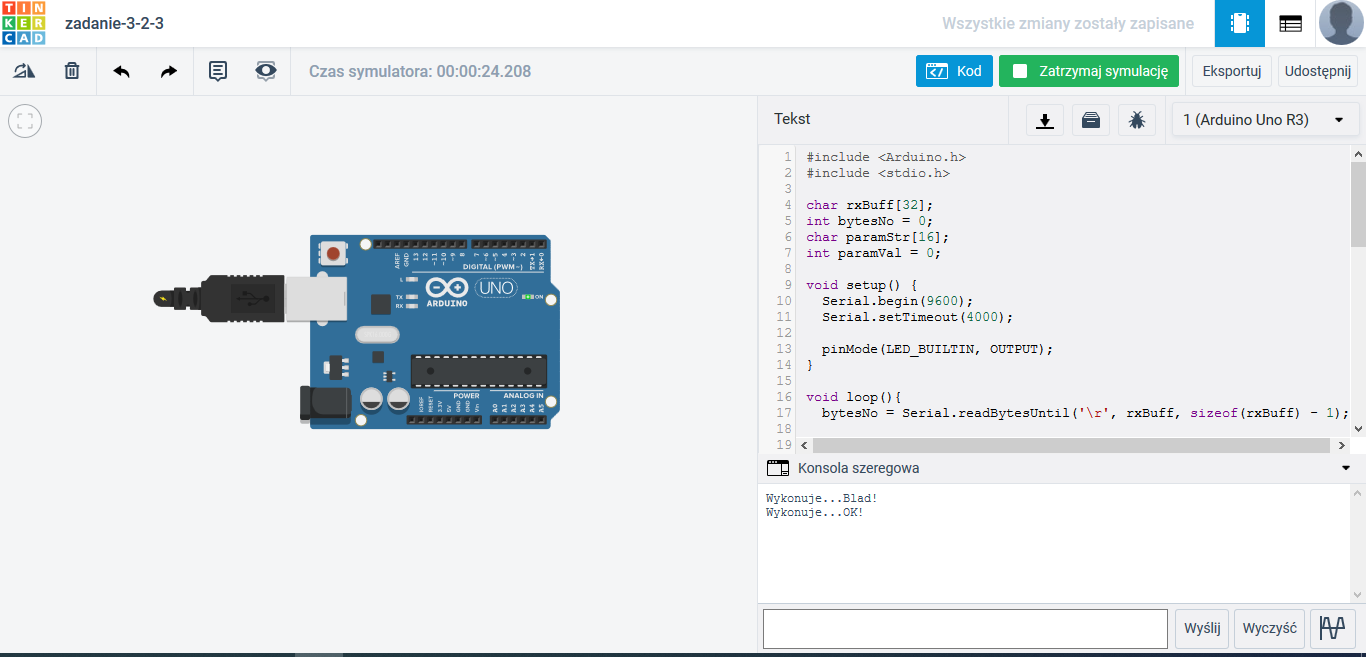 TIN
KER
CAD
zadanie-3-2-3
Wszystkie zmiany zostały zapisane
Czas symulatora: 00:00:24.208
Kod
Zatrzymaj symulację
Eksportuj
Udostępnij
Tekst
1 (Arduino Uno R3)
1 #include <Arduino.h>
2 #include <stdio.h>
3
4 char rxBuff[32];
5 int bytesNo = 0;
6 char paramStr[16];
7 int paramVal = 0;
8
9 void setup() {
10 Serial.begin(9600);
11 Serial.setTimeout(4000);
12
13 pinMode(LED_BUILTIN, OUTPUT);
14 }
15
16 void loop(){
17 bytesNo = Serial.readBytesUntil('\r', rxBuff, sizeof(rxBuff) - 1);
18
19
AREF
GND
13
12
~11
~10
~9
8
7
~6
~5
4
~3
2
TX→1
RX←0
DIGITAL (PWM~)
L
TX
RX
ARDUINO
UNO
ON
POWER
ANALOG IN
IOREF
RESET
3.3V
5V
GND
GND
Vin
A0
A1
A2
A3
A4
A5
Konsola szeregowa
Wykonuje...Blad!
Wykonuje...OK!
Wyślij
Wyczyść